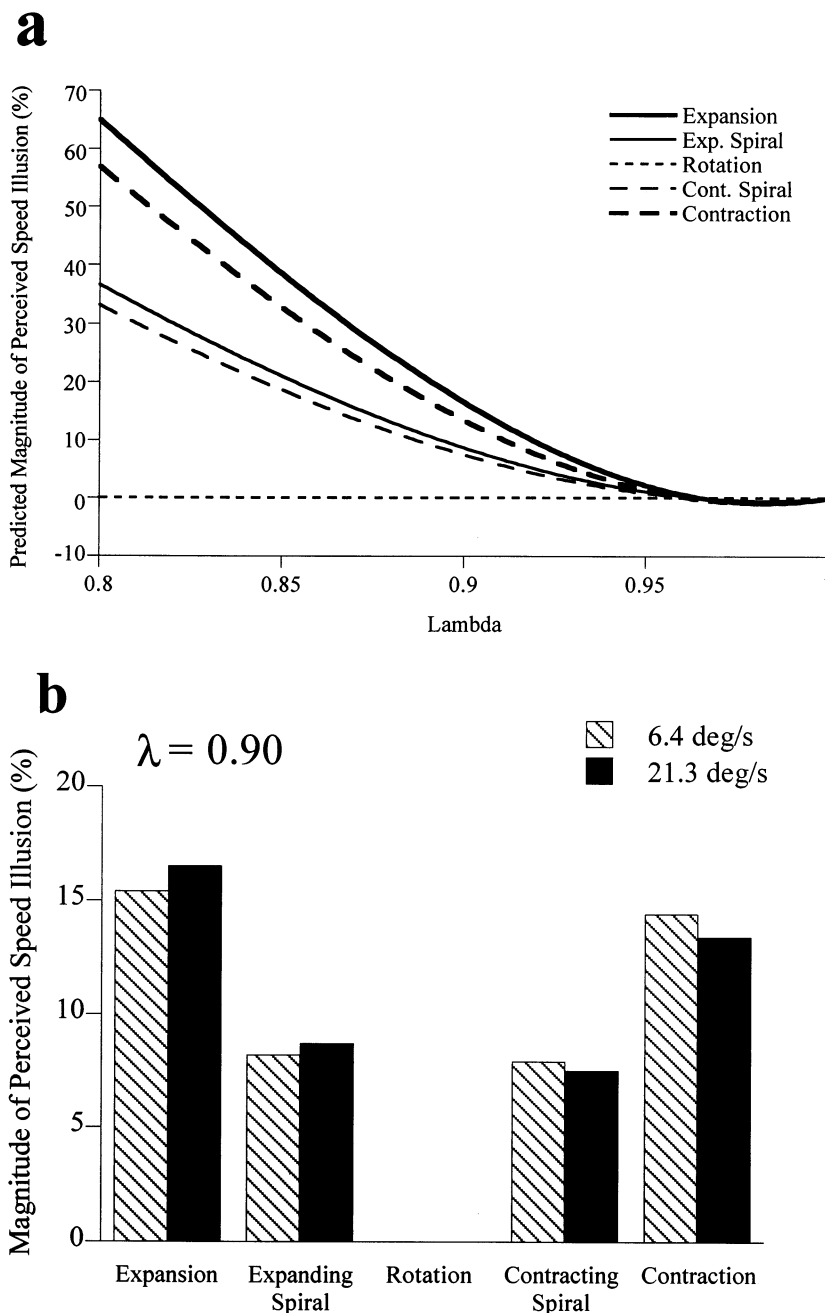 a
Predicted Magnitude of Perceived Speed Illusion (%)
70
60
50
40
30
20
10
0
-10
0.8
0.85
0.9
0.95
Lambda
Expansion
Exp. Spiral
Rotation
Cont. Spiral
Contraction
b
λ = 0.90
6.4 deg/s
21.3 deg/s
Magnitude of Perceived Speed Illusion (%)
20
15
10
5
0
Expansion
Expanding
Spiral
Rotation
Contracting
Spiral
Contraction